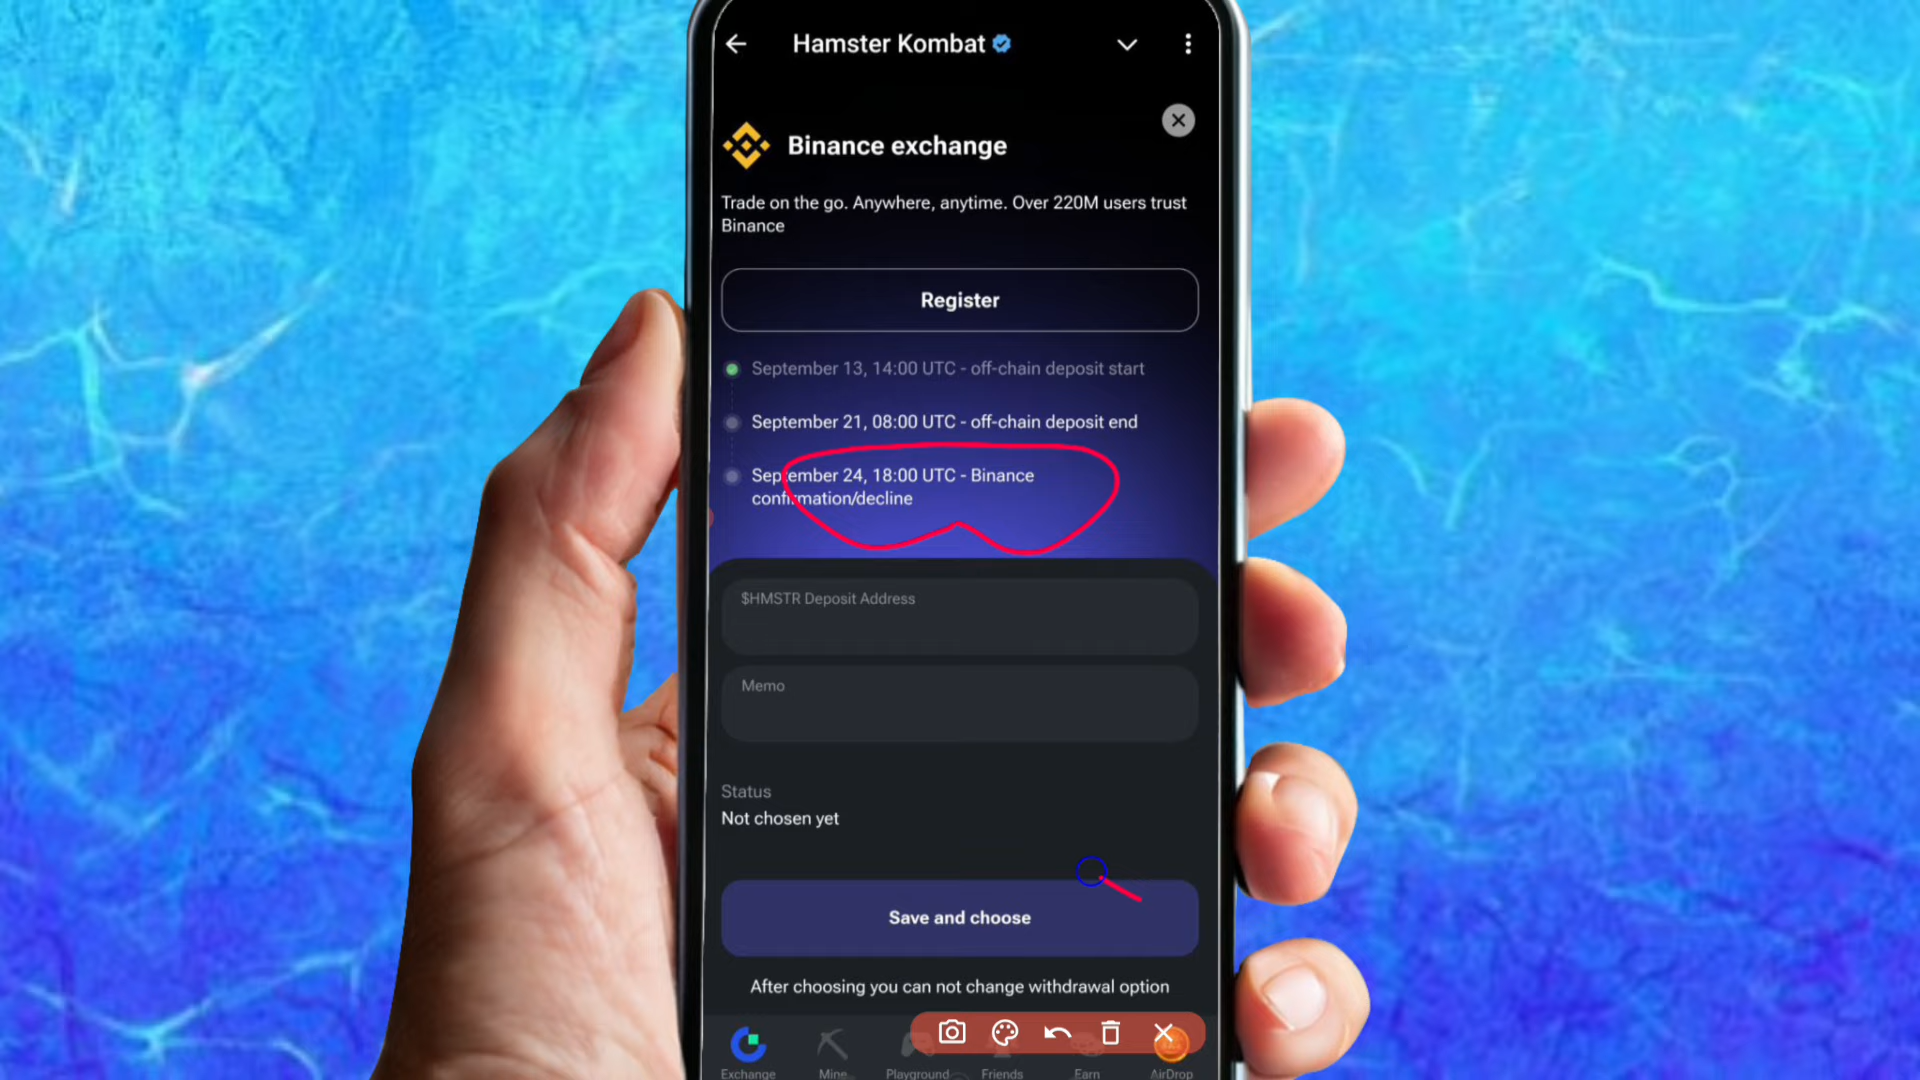 Hamster Kombat
Binance exchange
Trade on the go. Anywhere, anytime. Over 220M users trust
Binance
Register
September 13, 14:00 UTC - off-chain deposit start
September 21, 08:00 UTC - off-chain deposit end
September 24, 18:00 UTC - Binance
confirmation/decline
$HMSTR Deposit Address
Memo
Status
Not chosen yet
Save and choose
After choosing you can not change withdrawal option
Exchange
Mine
Playground
Friends
Earn
AirDrop